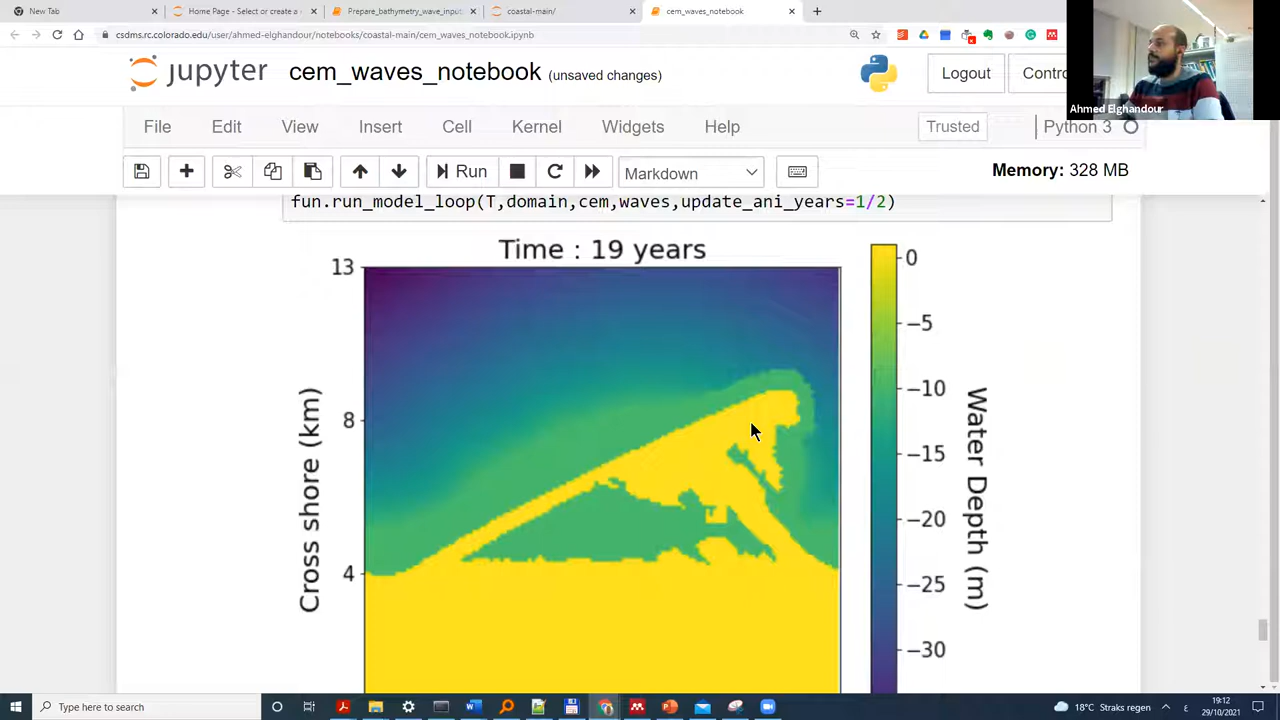 New Tab
Home Page - Select or create a
Prepare_bathymetry_wave_input
coastal-main/
cem_waves_notebook
csdms.rc.colorado.edu/user/ahmed-elghandour/notebooks/coastal-main/cem_waves_notebook.ipynb
jupyter
cem_waves_notebook (unsaved changes)
Logout
Contro
Ahmed Elghandour
File
Edit
View
Insert
Cell
Kernel
Widgets
Help
Trusted
Python 3
Run
Markdown
Memory: 328 MB
fun.run_model_loop(T,domain,cem,waves,update_ani_years=1/2)
Time : 19 years
13
8
4
Cross shore (km)
0
−5
−10
−15
−20
−25
−30
Water Depth (m)
Type here to search
18°C Straks regen
ع
19:12
29/10/2021